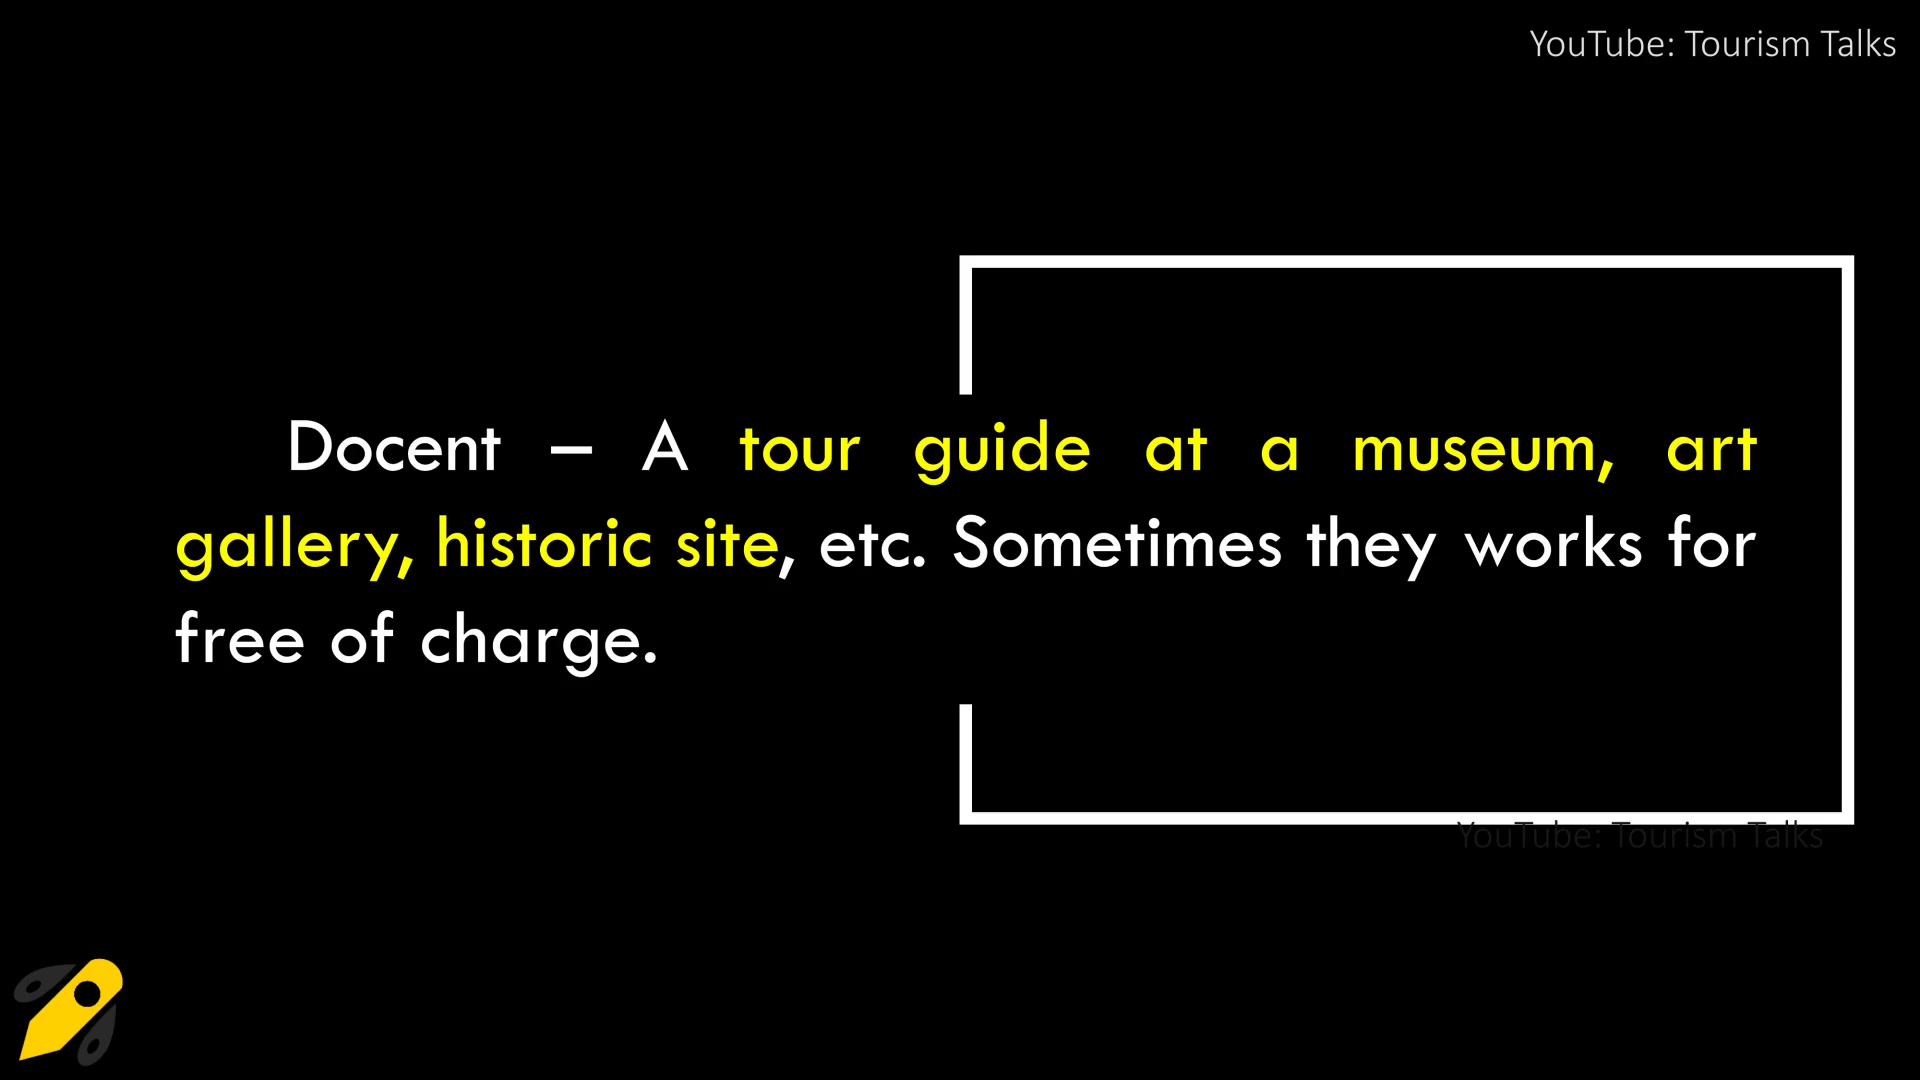 YouTube: Tourism Talks
Docent – A tour guide at a museum, art
gallery, historic site, etc. Sometimes they works for
free of charge.
YouTube: Tourism Talks